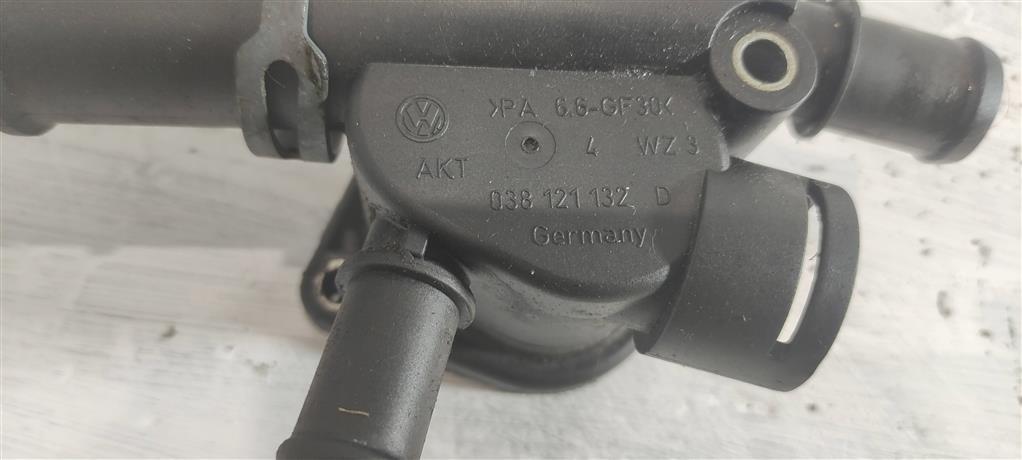 VW >PA 6.6-GF30<
4 WZ 3
AKT
038 121 132 D
Germany